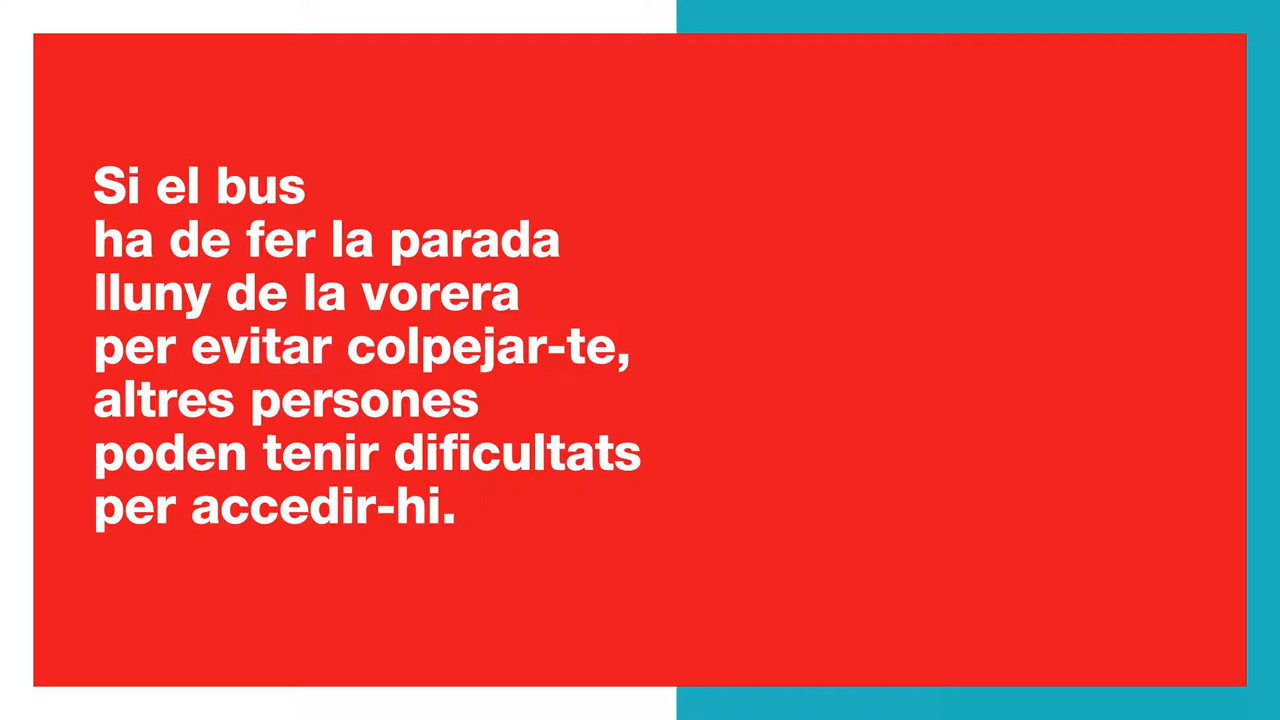 Si el bus
ha de fer la parada
lluny de la vorera
per evitar colpejar-te,
altres persones
poden tenir dificultats
per accedir-hi.